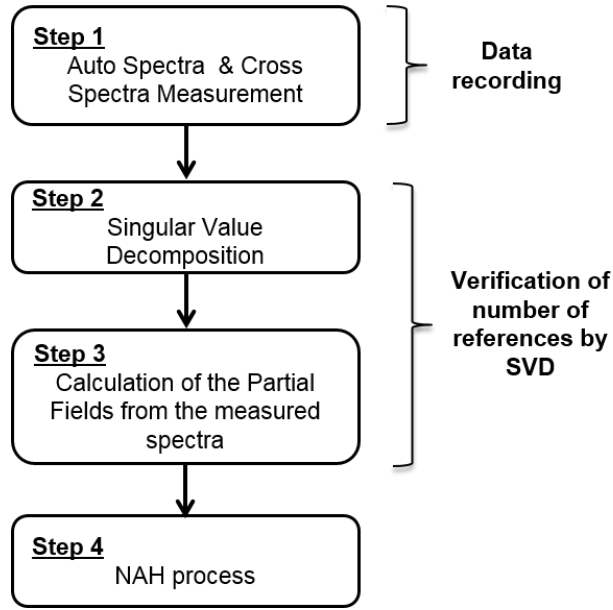 Step 1
Auto Spectra & Cross
Spectra Measurement
Data
recording
Step 2
Singular Value
Decomposition
Step 3
Calculation of the Partial
Fields from the measured
spectra
Verification of
number of
references by
SVD
Step 4
NAH process